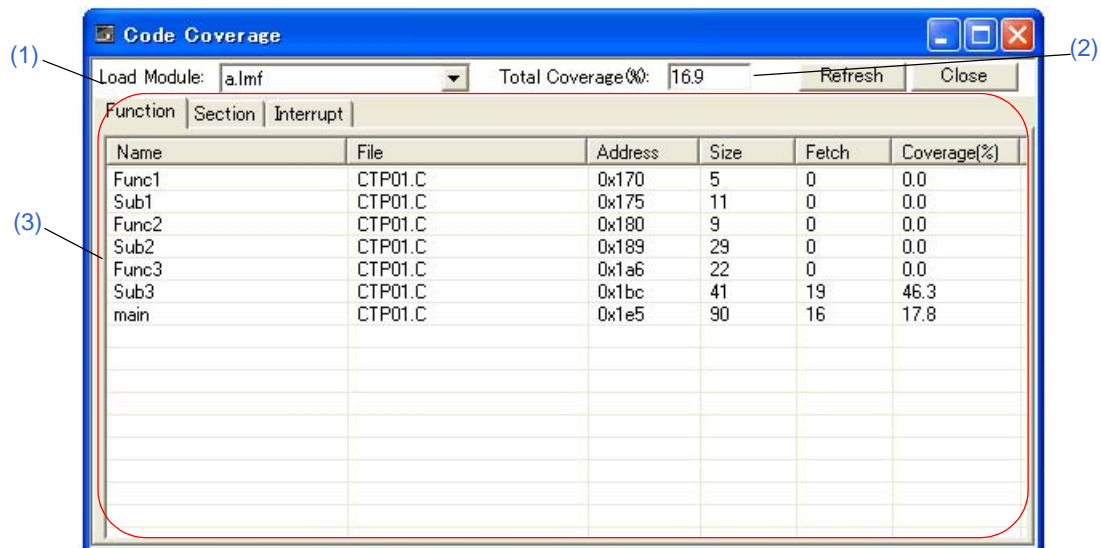 Code Coverage
(1)
(2)
Load Module: a.lmf Total Coverage(%): 16.9 Refresh Close
Function Section Interrupt
Name File Address Size Fetch Coverage(%)
Func1 CTP01.C 0x170 5 0 0.0
Sub1 CTP01.C 0x175 11 0 0.0
(3)
Func2 CTP01.C 0x180 9 0 0.0
Sub2 CTP01.C 0x189 29 0 0.0
Func3 CTP01.C 0x1a6 22 0 0.0
Sub3 CTP01.C 0x1bc 41 19 46.3
main CTP01.C 0x1e5 90 16 17.8